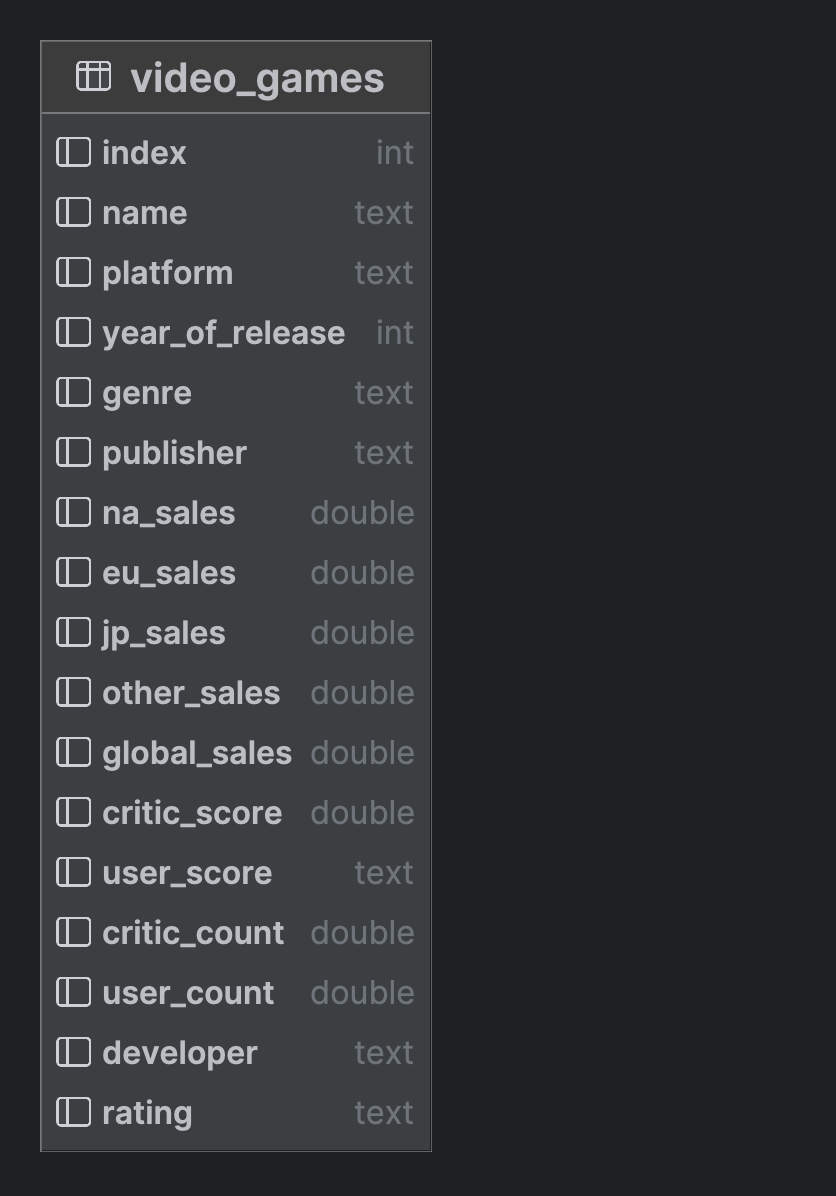 video_games
index int
name text
platform text
year_of_release int
genre text
publisher text
na_sales double
eu_sales double
jp_sales double
other_sales double
global_sales double
critic_score double
user_score text
critic_count double
user_count double
developer text
rating text